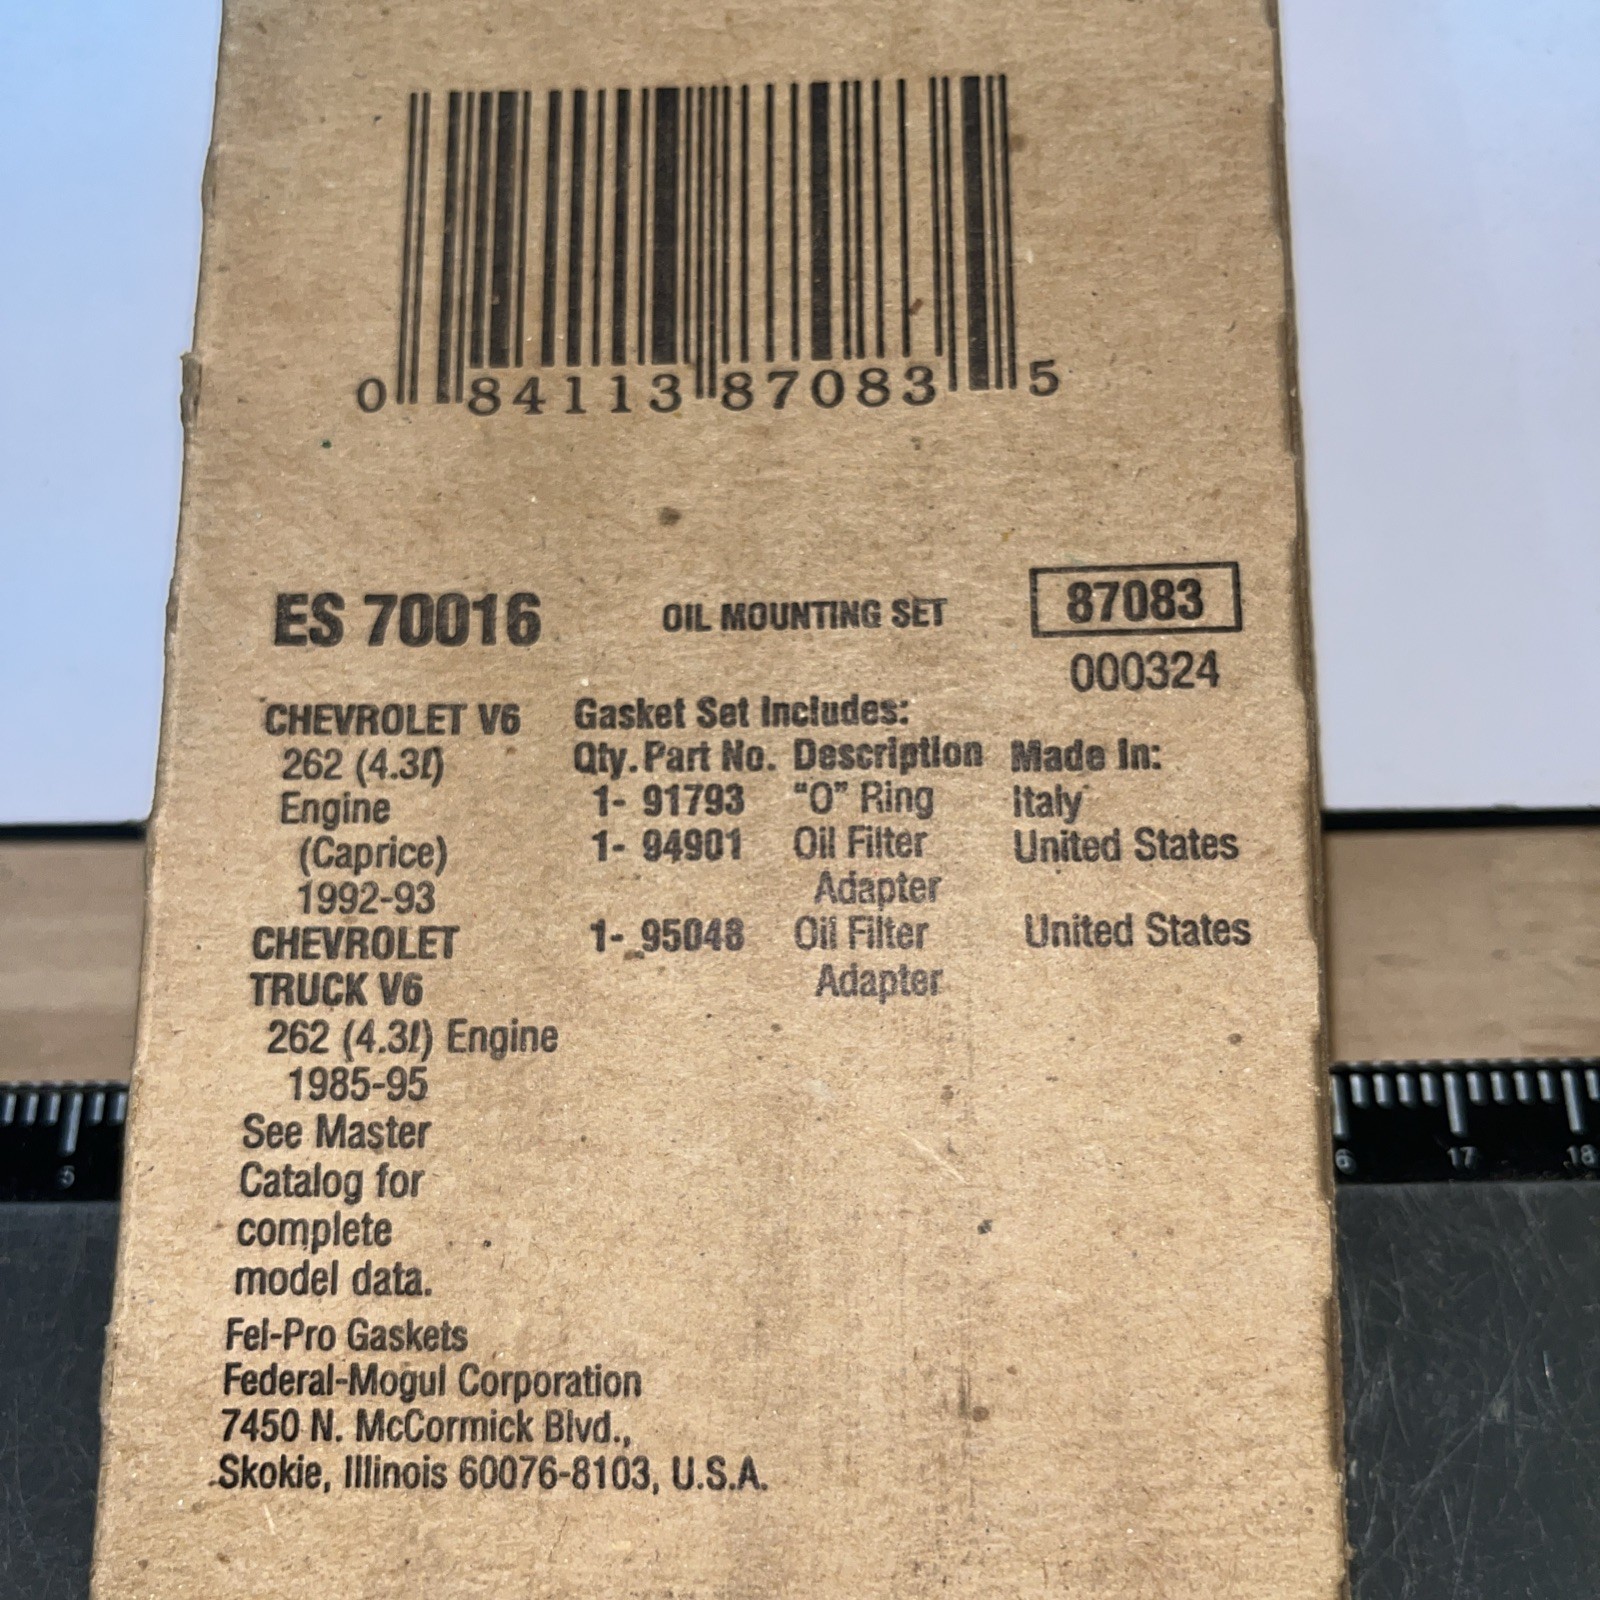 0 84113 87083 5
ES 70016 OIL MOUNTING SET 87083
000324
CHEVROLET V6
262 (4.3l)
Engine
(Caprice)
1992-93
CHEVROLET
TRUCK V6
262 (4.3l) Engine
1985-95
See Master
Catalog for
complete
model data.
Gasket Set Includes:
Qty. Part No. Description Made In:
1- 91793 "O" Ring Italy
1- 94901 Oil Filter United States
Adapter
1- 95048 Oil Filter United States
Adapter
Fel-Pro Gaskets
Federal-Mogul Corporation
7450 N. McCormick Blvd.,
Skokie, Illinois 60076-8103, U.S.A.
5
6 17 18